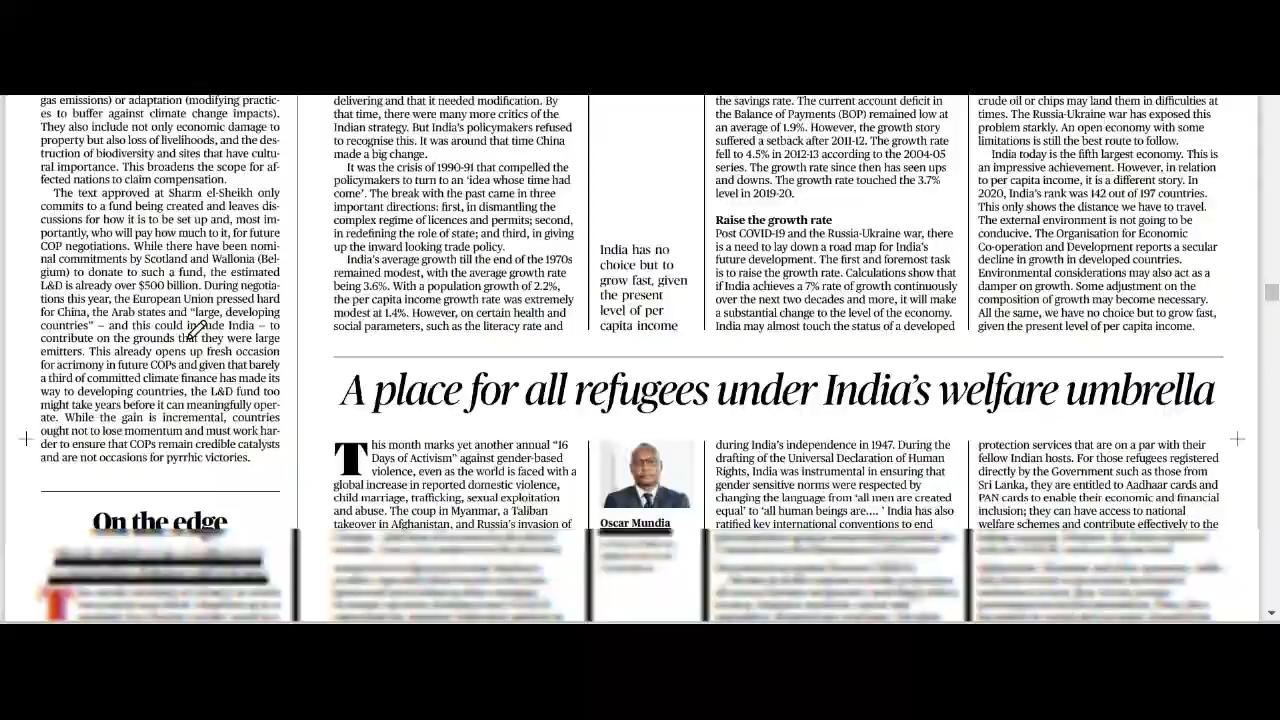 gas emissions) or adaptation (modifying practic-
es to buffer against climate change impacts).
They also include not only economic damage to
property but also loss of livelihoods, and the des-
truction of biodiversity and sites that have cultu-
ral importance. This broadens the scope for af-
fected nations to claim compensation.
The text approved at Sharm el-Sheikh only
commits to a fund being created and leaves dis-
cussions for how it is to be set up and, most im-
portantly, who will pay how much to it, for future
COP negotiations. While there have been nomi-
nal commitments by Scotland and Wallonia (Bel-
gium) to donate to such a fund, the estimated
L&D is already over $500 billion. During negotia-
tions this year, the European Union pressed hard
for China, the Arab states and “large, developing
countries” – and this could include India – to
contribute on the grounds that they were large
emitters. This already opens up fresh occasion
for acrimony in future COPs and given that barely
a third of committed climate finance has made its
way to developing countries, the L&D fund too
might take years before it can meaningfully oper-
ate. While the gain is incremental, countries
ought not to lose momentum and must work har-
der to ensure that COPs remain credible catalysts
and are not occasions for pyrrhic victories.
On the edge
delivering and that it needed modification. By
that time, there were many more critics of the
Indian strategy. But India’s policymakers refused
to recognise this. It was around that time China
made a big change.
It was the crisis of 1990-91 that compelled the
policymakers to turn to an ‘idea whose time had
come’. The break with the past came in three
important directions: first, in dismantling the
complex regime of licences and permits; second,
in redefining the role of state; and third, in giving
up the inward looking trade policy.
India’s average growth till the end of the 1970s
remained modest, with the average growth rate
being 3.6%. With a population growth of 2.2%,
the per capita income growth rate was extremely
modest at 1.4%. However, on certain health and
social parameters, such as the literacy rate and
India has no
choice but to
grow fast, given
the present
level of per
capita income
the savings rate. The current account deficit in
the Balance of Payments (BOP) remained low at
an average of 1.9%. However, the growth story
suffered a setback after 2011-12. The growth rate
fell to 4.5% in 2012-13 according to the 2004-05
series. The growth rate since then has seen ups
and downs. The growth rate touched the 3.7%
level in 2019-20.
Raise the growth rate
Post COVID-19 and the Russia-Ukraine war, there
is a need to lay down a road map for India’s
future development. The first and foremost task
is to raise the growth rate. Calculations show that
if India achieves a 7% rate of growth continuously
over the next two decades and more, it will make
a substantial change to the level of the economy.
India may almost touch the status of a developed
crude oil or chips may land them in difficulties at
times. The Russia-Ukraine war has exposed this
problem starkly. An open economy with some
limitations is still the best route to follow.
India today is the fifth largest economy. This is
an impressive achievement. However, in relation
to per capita income, it is a different story. In
2020, India’s rank was 142 out of 197 countries.
This only shows the distance we have to travel.
The external environment is not going to be
conducive. The Organisation for Economic
Co-operation and Development reports a secular
decline in growth in developed countries.
Environmental considerations may also act as a
damper on growth. Some adjustment on the
composition of growth may become necessary.
All the same, we have no choice but to grow fast,
given the present level of per capita income.
A place for all refugees under India’s welfare umbrella
This month marks yet another annual “16
Days of Activism” against gender-based
violence, even as the world is faced with a
global increase in reported domestic violence,
child marriage, trafficking, sexual exploitation
and abuse. The coup in Myanmar, a Taliban
takeover in Afghanistan, and Russia’s invasion of
Oscar Mundia
during India’s independence in 1947. During the
drafting of the Universal Declaration of Human
Rights, India was instrumental in ensuring that
gender sensitive norms were respected by
changing the language from ‘all men are created
equal’ to ‘all human beings are.... ’ India has also
ratified key international conventions to end
protection services that are on a par with their
fellow Indian hosts. For those refugees registered
directly by the Government such as those from
Sri Lanka, they are entitled to Aadhaar cards and
PAN cards to enable their economic and financial
inclusion; they can have access to national
welfare schemes and contribute effectively to the